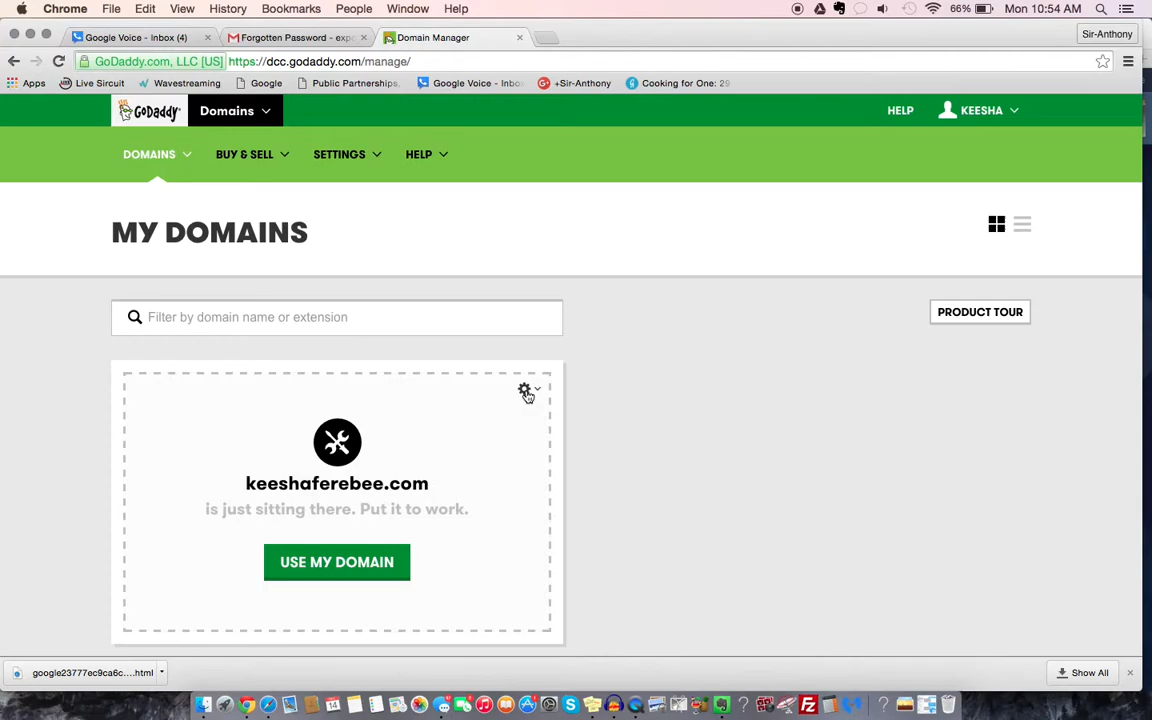 Chrome File Edit View History Bookmarks People Window Help 66% Mon 10:54 AM
Google Voice - Inbox (4) Forgotten Password - exp Domain Manager Sir-Anthony
GoDaddy.com, LLC [US] https://dcc.godaddy.com/manage/
Apps Live Sircuit Wavestreaming Google Public Partnerships, Google Voice - Inbox +Sir-Anthony Cooking for One: 29
GoDaddy Domains HELP KEESHA
DOMAINS BUY & SELL SETTINGS HELP
MY DOMAINS
Filter by domain name or extension PRODUCT TOUR
keeshaferebee.com
is just sitting there. Put it to work.
USE MY DOMAIN
google23777ec9ca6c....html Show All